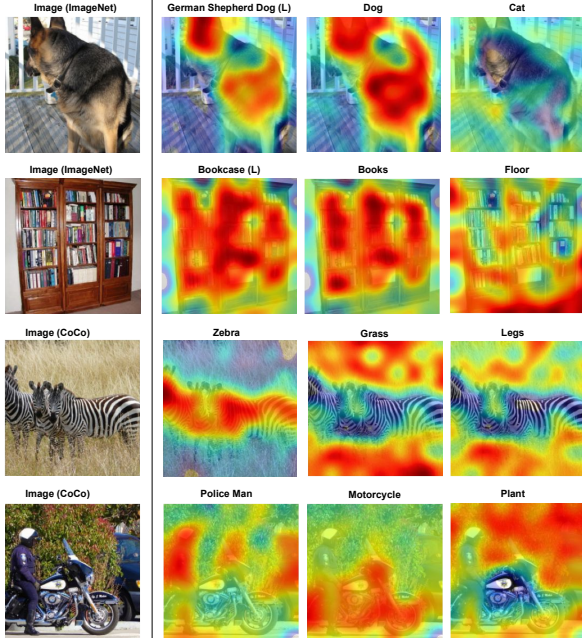 Image (ImageNet) German Shepherd Dog (L) Dog Cat
Image (ImageNet) Bookcase (L) Books Floor
Image (CoCo) Zebra Grass Legs
Image (CoCo) Police Man Motorcycle Plant